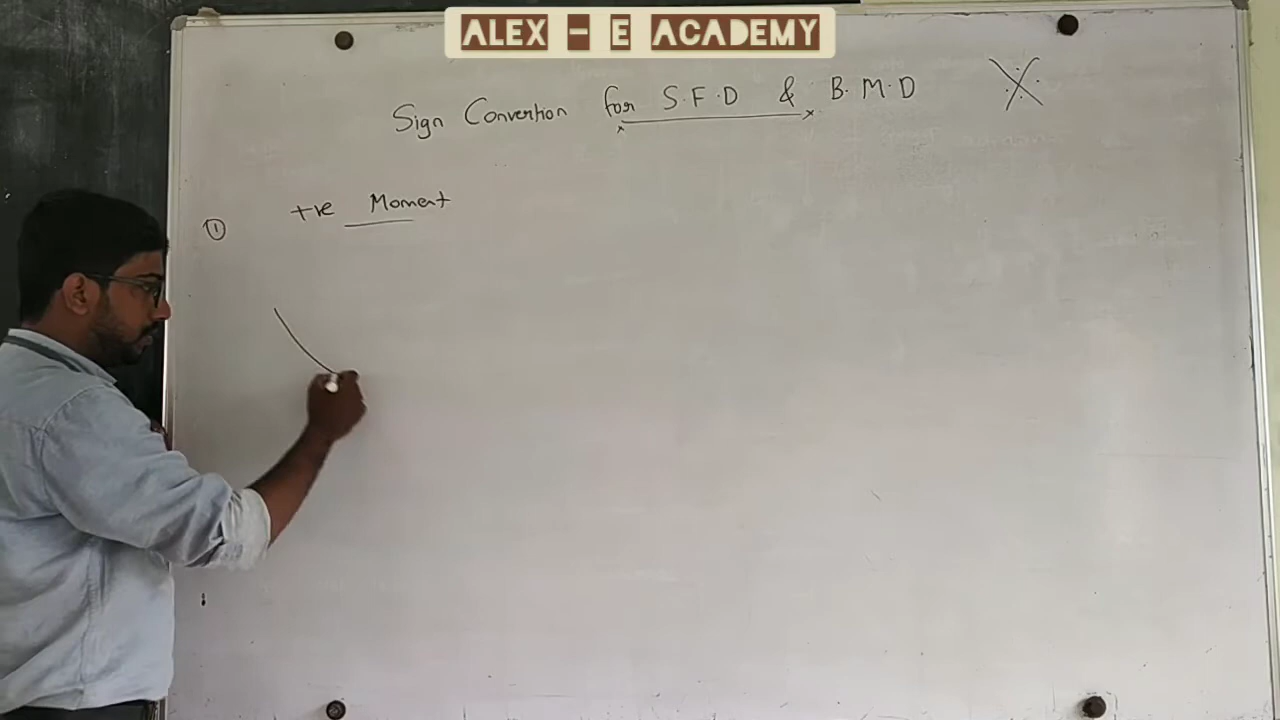 ALEX - E ACADEMY
Sign Convention for S.F.D & B.M.D
① +ve Moment